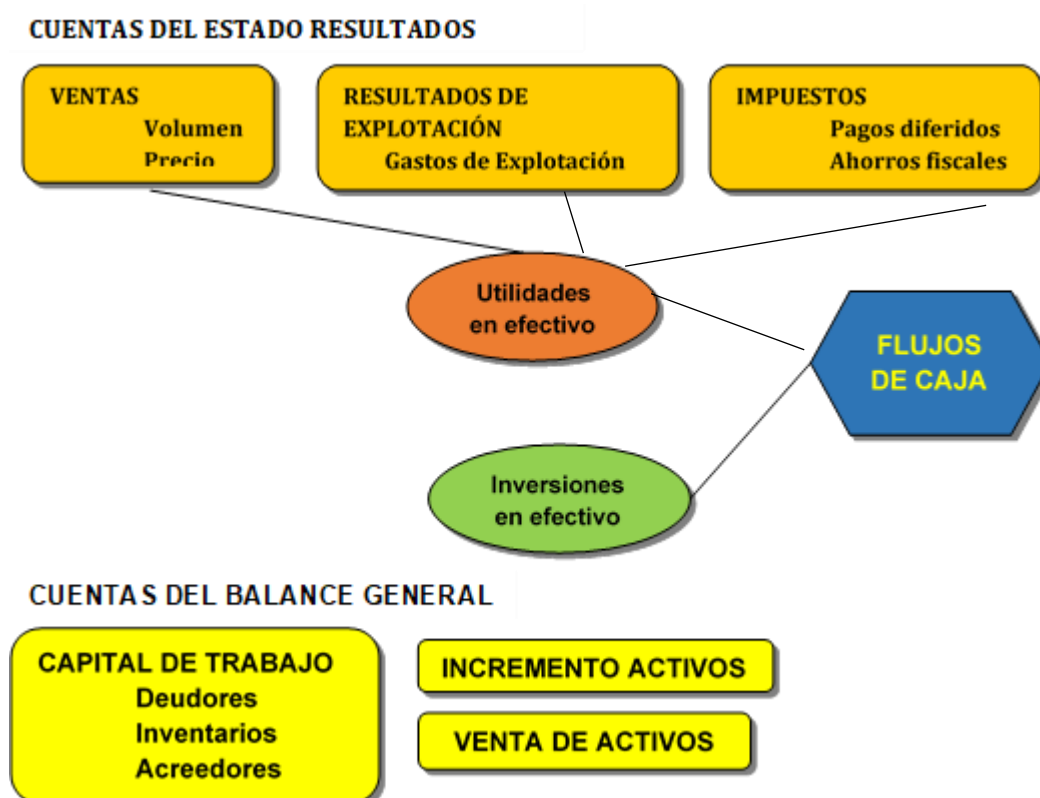 CUENTAS DEL ESTADO RESULTADOS
VENTAS
Volumen
Precio
RESULTADOS DE
EXPLOTACIÓN
Gastos de Explotación
IMPUESTOS
Pagos diferidos
Ahorros fiscales
Utilidades
en efectivo
FLUJOS
DE CAJA
Inversiones
en efectivo
CUENTAS DEL BALANCE GENERAL
CAPITAL DE TRABAJO
Deudores
Inventarios
Acreedores
INCREMENTO ACTIVOS
VENTA DE ACTIVOS